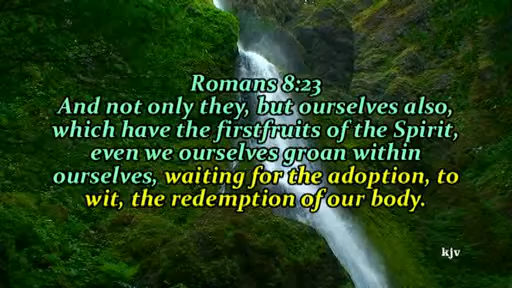 Romans 8:23
And not only they, but ourselves also,
which have the firstfruits of the Spirit,
even we ourselves groan within
ourselves, waiting for the adoption, to
wit, the redemption of our body.
kjv